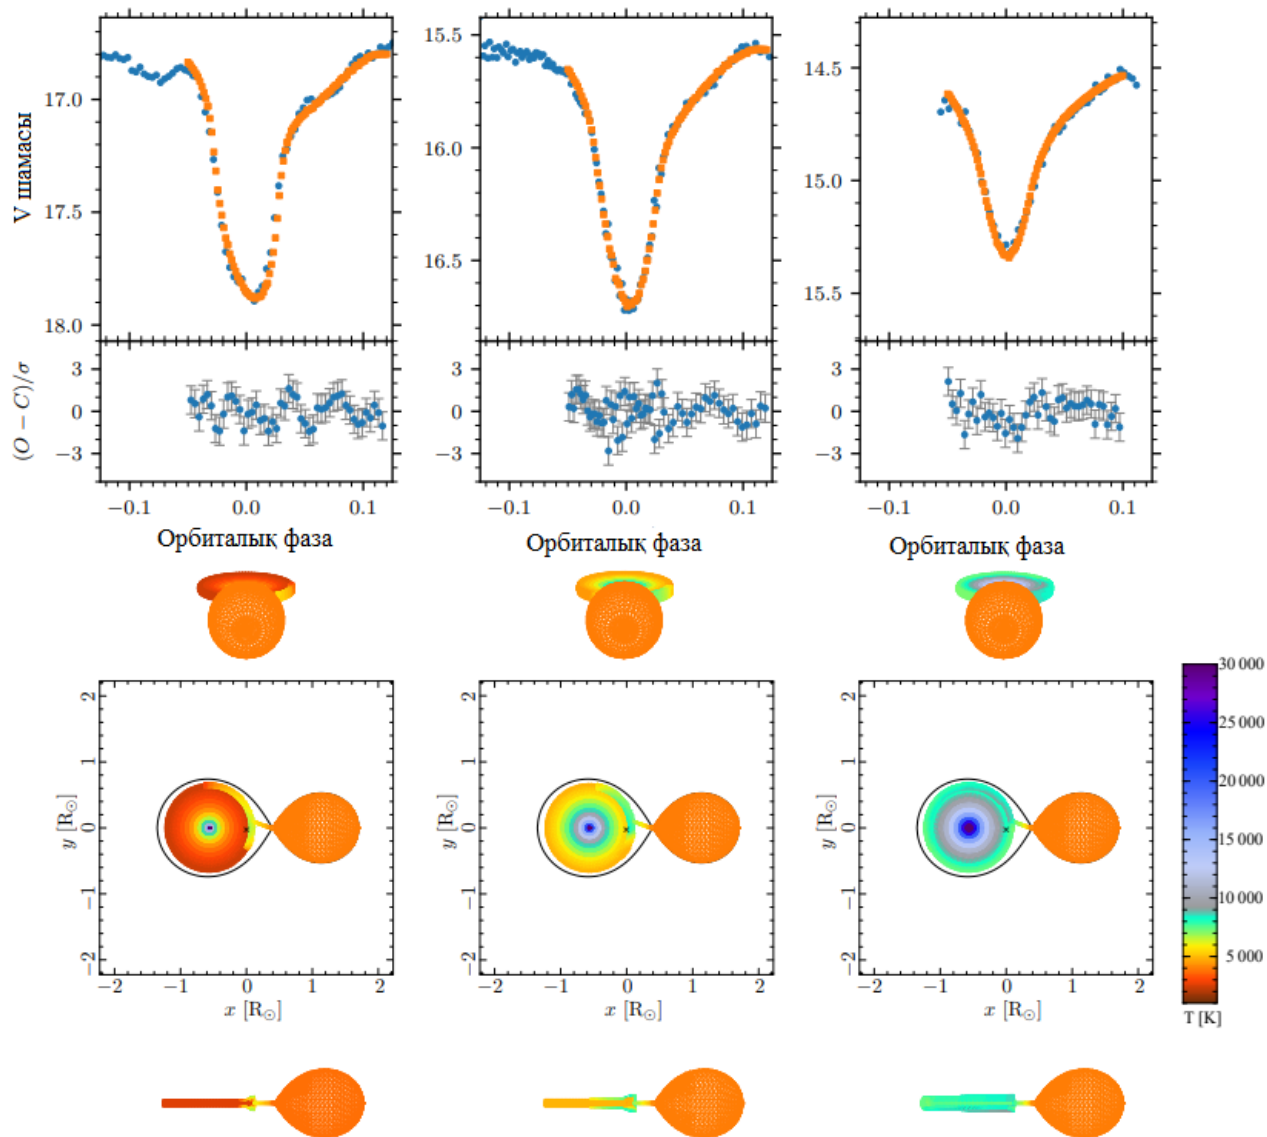 V шамасы
17.0
17.5
18.0
15.5
16.0
16.5
14.5
15.0
15.5
(O − C)/σ
3
0
−3
3
0
−3
3
0
−3
−0.1 0.0 0.1
−0.1 0.0 0.1
−0.1 0.0 0.1
Орбиталық фаза
Орбиталық фаза
Орбиталық фаза
y [R⊙]
2
1
0
−1
−2
−2 −1 0 1 2
x [R⊙]
y [R⊙]
2
1
0
−1
−2
−2 −1 0 1 2
x [R⊙]
y [R⊙]
2
1
0
−1
−2
−2 −1 0 1 2
x [R⊙]
30 000
25 000
20 000
15 000
10 000
5 000
T [K]